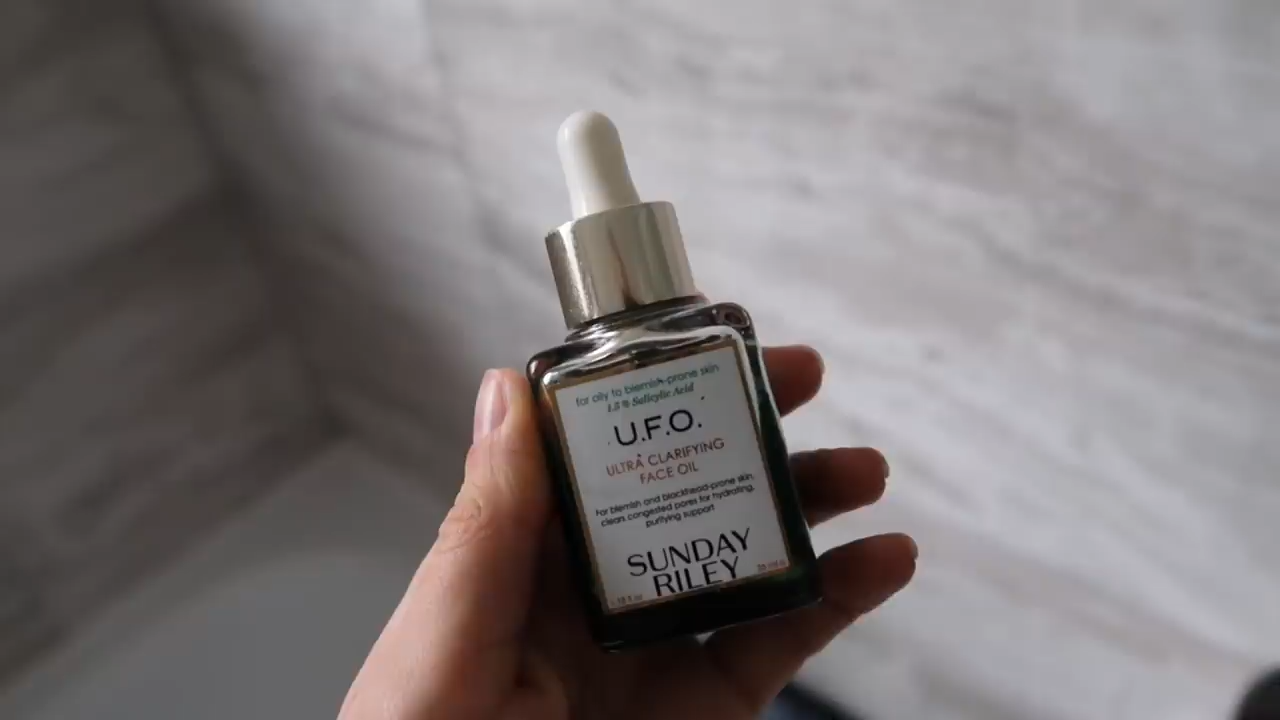 for oily to blemish-prone skin
1.5 % Salicylic Acid
U.F.O.
ULTRA CLARIFYING
FACE OIL
For blemish and blackhead-prone skin,
clears congested pores for hydrating,
purifying support
SUNDAY
RILEY